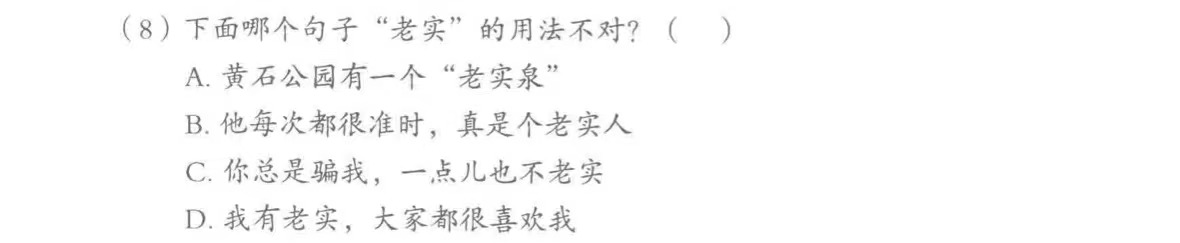 （8）下面哪个句子“老实”的用法不对？（　）
A. 黄石公园有一个“老实泉”
B. 他每次都很准时，真是个老实人
C. 你总是骗我，一点儿也不老实
D. 我有老实，大家都很喜欢我